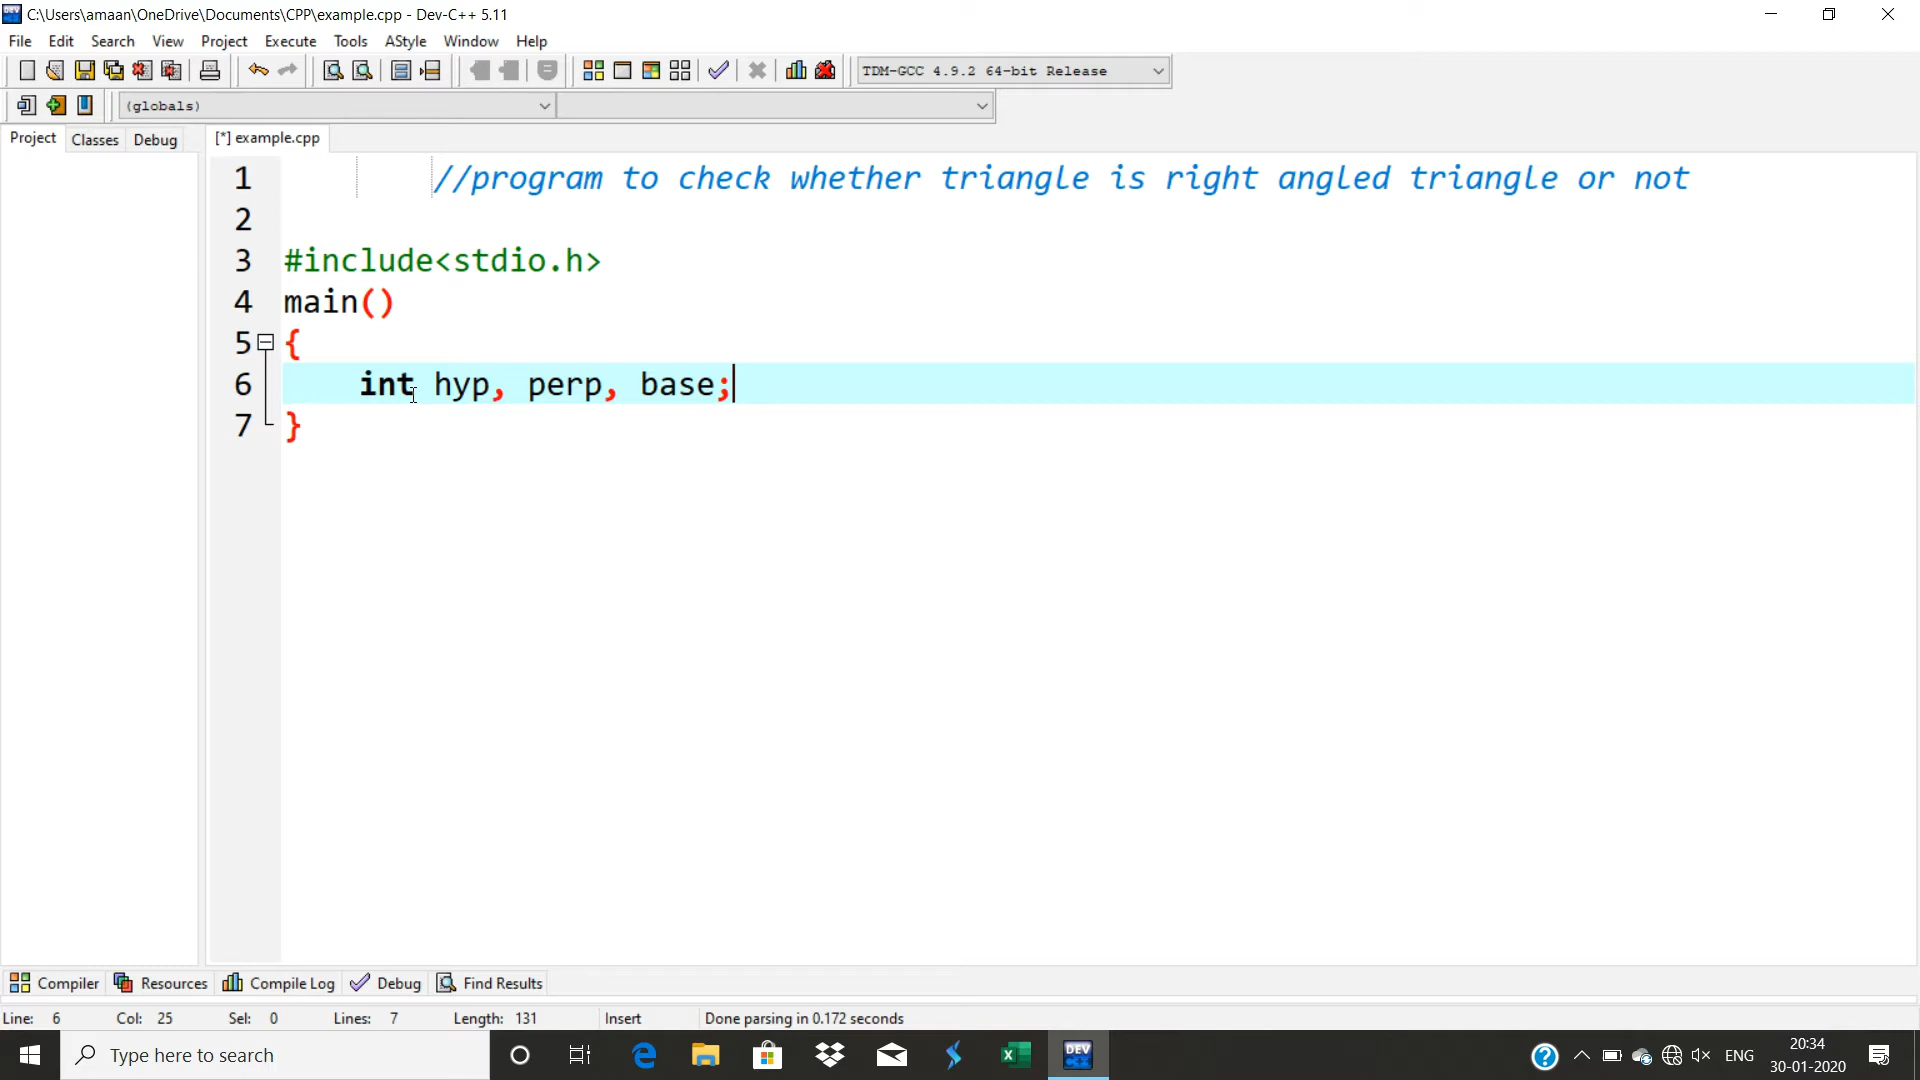 C:\Users\amaan\OneDrive\Documents\CPP\example.cpp - Dev-C++ 5.11
File Edit Search View Project Execute Tools AStyle Window Help
TDM-GCC 4.9.2 64-bit Release
(globals)
Project Classes Debug [*] example.cpp
1 //program to check whether triangle is right angled triangle or not
2
3 #include<stdio.h>
4 main()
5 {
6 int hyp, perp, base;
7 }
Compiler Resources Compile Log Debug Find Results
Line: 6 Col: 25 Sel: 0 Lines: 7 Length: 131 Insert Done parsing in 0.172 seconds
Type here to search DEV ENG 20:34
30-01-2020